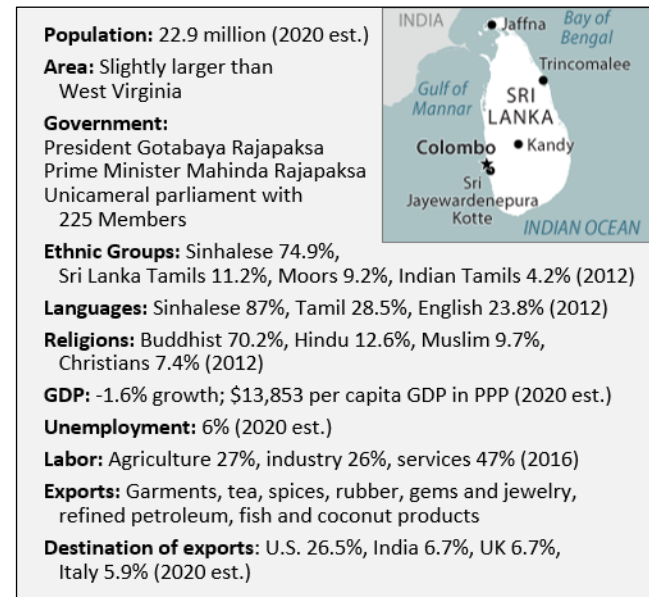 Population: 22.9 million (2020 est.)
Area: Slightly larger than
West Virginia
Government:
President Gotabaya Rajapaksa
Prime Minister Mahinda Rajapaksa
Unicameral parliament with
225 Members
Ethnic Groups: Sinhalese 74.9%,
Sri Lanka Tamils 11.2%, Moors 9.2%, Indian Tamils 4.2% (2012)
Languages: Sinhalese 87%, Tamil 28.5%, English 23.8% (2012)
Religions: Buddhist 70.2%, Hindu 12.6%, Muslim 9.7%,
Christians 7.4% (2012)
GDP: -1.6% growth; $13,853 per capita GDP in PPP (2020 est.)
Unemployment: 6% (2020 est.)
Labor: Agriculture 27%, industry 26%, services 47% (2016)
Exports: Garments, tea, spices, rubber, gems and jewelry,
refined petroleum, fish and coconut products
Destination of exports: U.S. 26.5%, India 6.7%, UK 6.7%,
Italy 5.9% (2020 est.)
INDIA
Jaffna
Bay of
Bengal
Trincomalee
Gulf of
Mannar
SRI
LANKA
Colombo
Kandy
Sri
Jayewardenepura
Kotte
INDIAN OCEAN